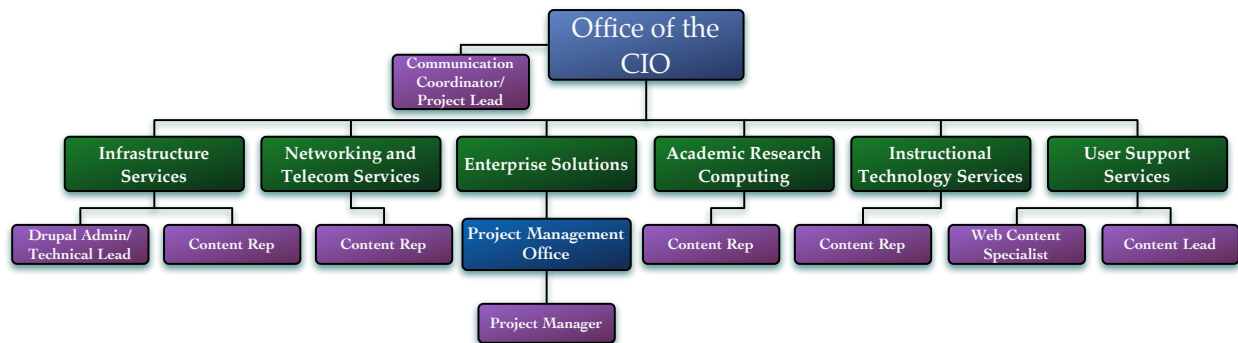 Office of the
CIO
Communication
Coordinator/
Project Lead
Infrastructure
Services
Networking and
Telecom Services
Enterprise Solutions
Academic Research
Computing
Instructional
Technology Services
User Support
Services
Drupal Admin/
Technical Lead
Content Rep
Content Rep
Project Management
Office
Content Rep
Content Rep
Web Content
Specialist
Content Lead
Project Manager